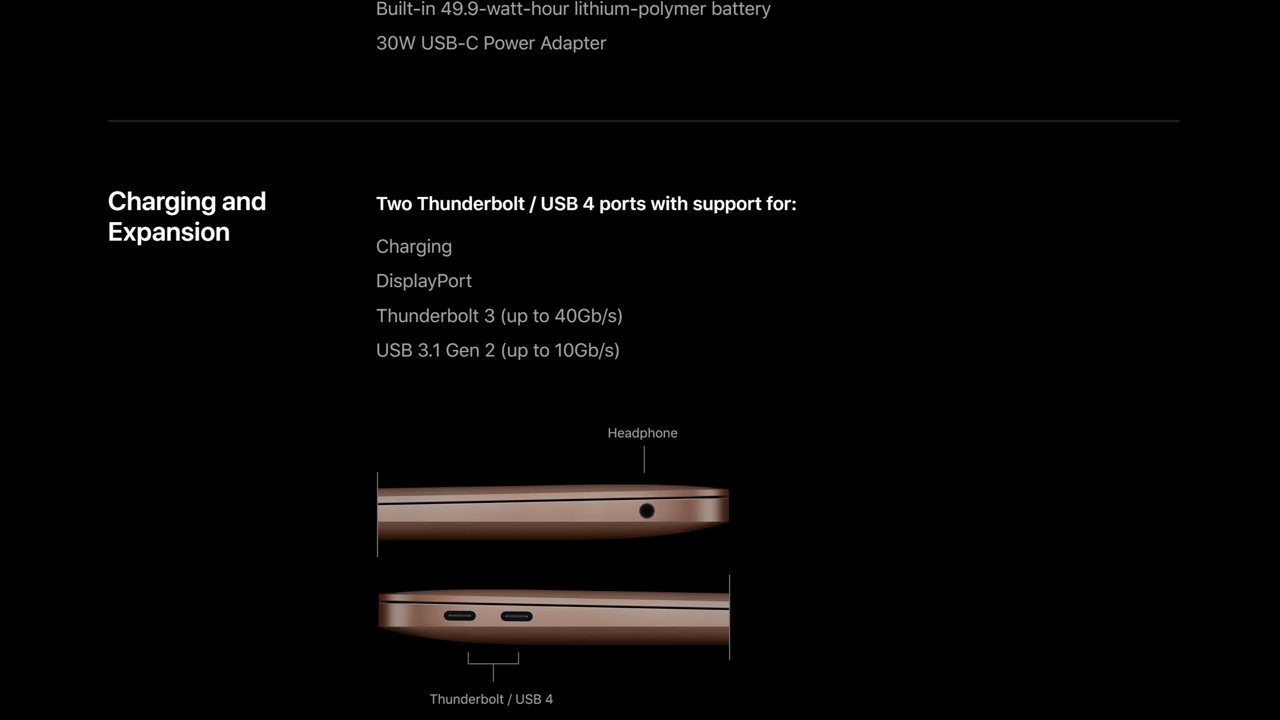 Built-in 49.9-watt-hour lithium-polymer battery
30W USB-C Power Adapter
Charging and
Expansion
Two Thunderbolt / USB 4 ports with support for:
Charging
DisplayPort
Thunderbolt 3 (up to 40Gb/s)
USB 3.1 Gen 2 (up to 10Gb/s)
Headphone
Thunderbolt / USB 4